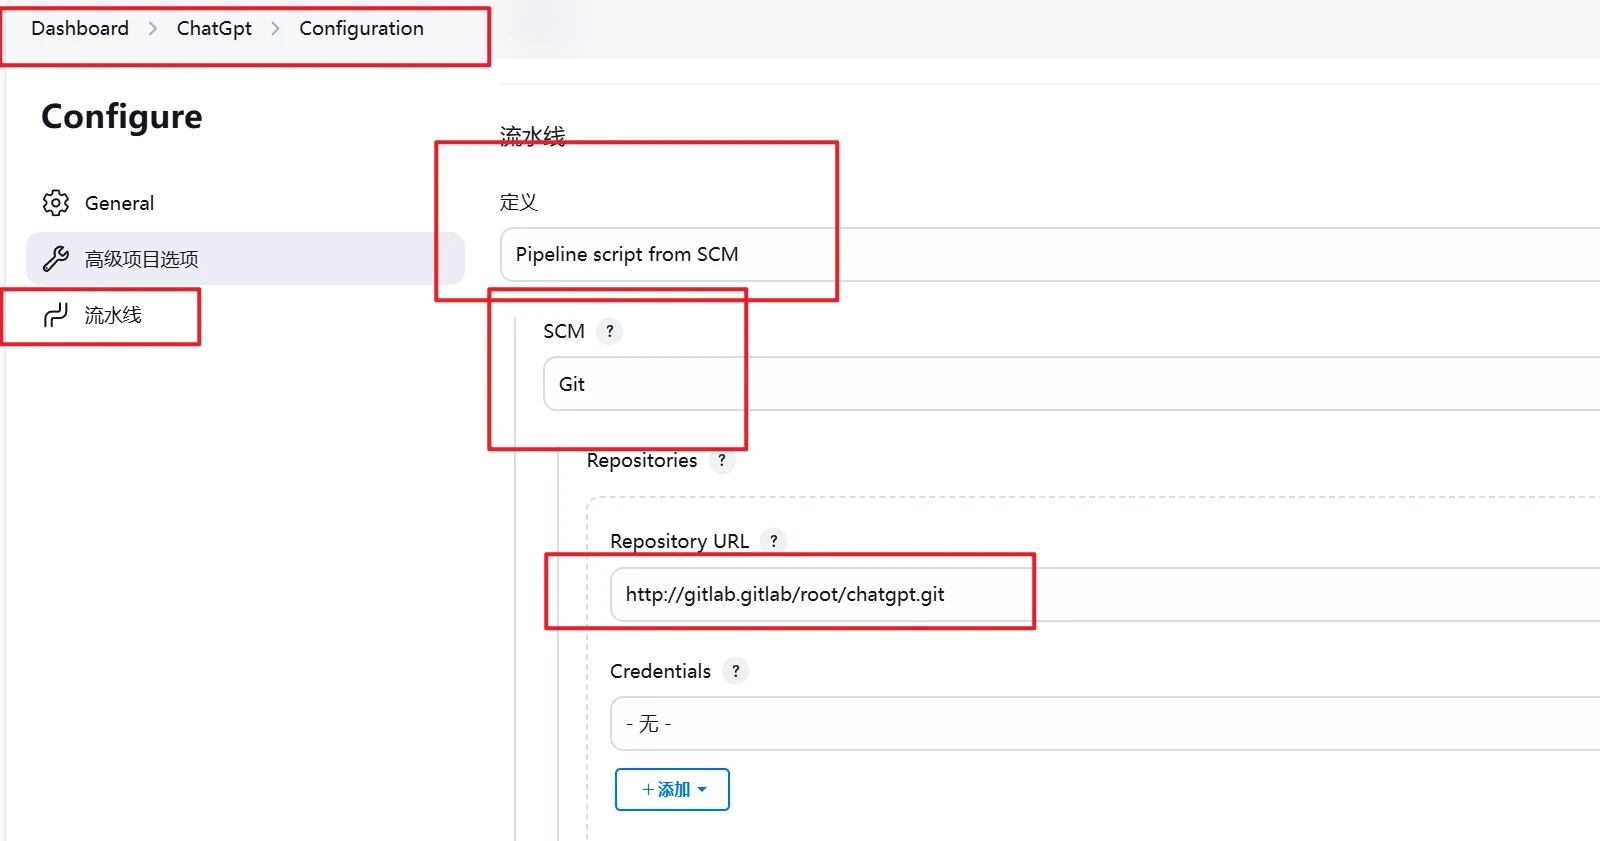 Dashboard > ChatGpt > Configuration
Configure
General
高级项目选项
流水线
流水线
定义
Pipeline script from SCM
SCM ?
Git
Repositories ?
Repository URL ?
http://gitlab.gitlab/root/chatgpt.git
Credentials ?
- 无 -
+添加